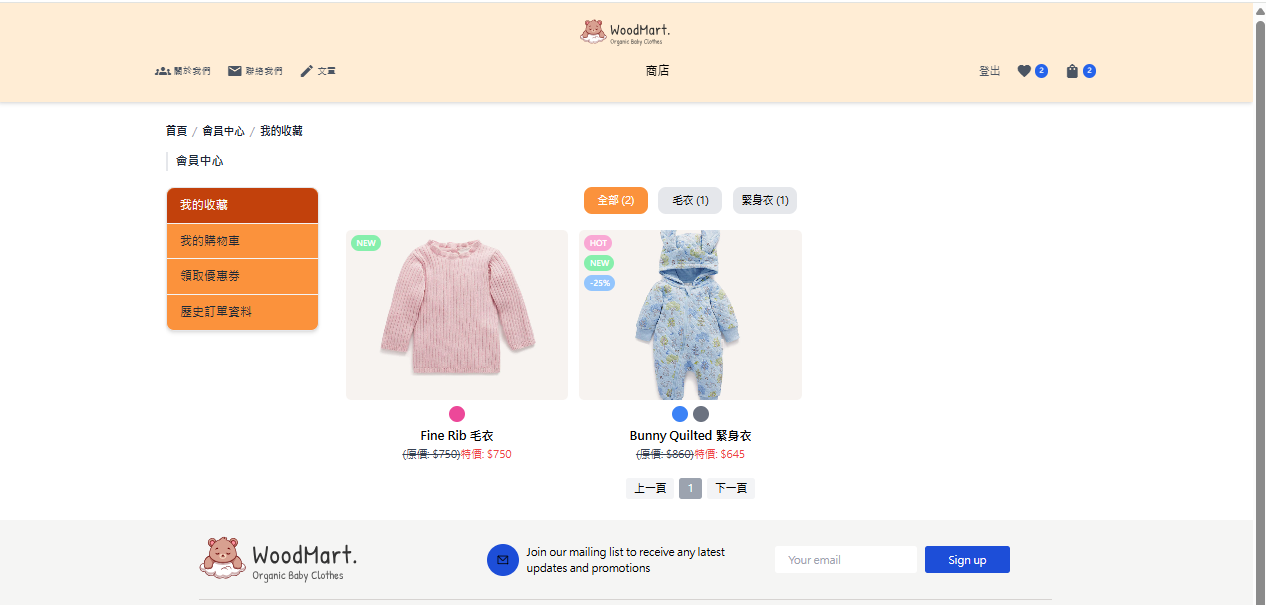 WoodMart.
Organic Baby Clothes
關於我們 聯絡我們 文章
商店
登出 2 2
首頁 / 會員中心 / 我的收藏
會員中心
我的收藏
我的購物車
領取優惠券
歷史訂單資料
全部 (2) 毛衣 (1) 緊身衣 (1)
NEW
Fine Rib 毛衣
(原價: $750)特價: $750
HOT
NEW
-25%
Bunny Quilted 緊身衣
(原價: $860)特價: $645
上一頁 1 下一頁
WoodMart.
Organic Baby Clothes
Join our mailing list to receive any latest
updates and promotions
Your email
Sign up